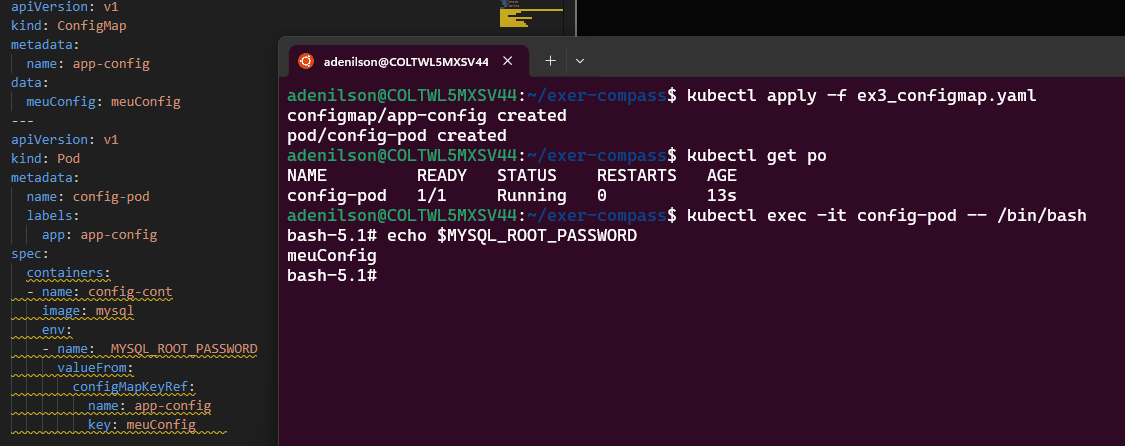 apiVersion: v1
kind: ConfigMap
metadata:
  name: app-config
data:
  meuConfig: meuConfig
---
apiVersion: v1
kind: Pod
metadata:
  name: config-pod
  labels:
    app: app-config
spec:
  containers:
  - name: config-cont
    image: mysql
    env:
    - name:  MYSQL_ROOT_PASSWORD
      valueFrom:
        configMapKeyRef:
          name: app-config
          key: meuConfig
adenilson@COLTWL5MXSV44
adenilson@COLTWL5MXSV44:~/exer-compass$ kubectl apply -f ex3_configmap.yaml
configmap/app-config created
pod/config-pod created
adenilson@COLTWL5MXSV44:~/exer-compass$ kubectl get po
NAME         READY   STATUS    RESTARTS   AGE
config-pod   1/1     Running   0          13s
adenilson@COLTWL5MXSV44:~/exer-compass$ kubectl exec -it config-pod -- /bin/bash
bash-5.1# echo $MYSQL_ROOT_PASSWORD
meuConfig
bash-5.1#